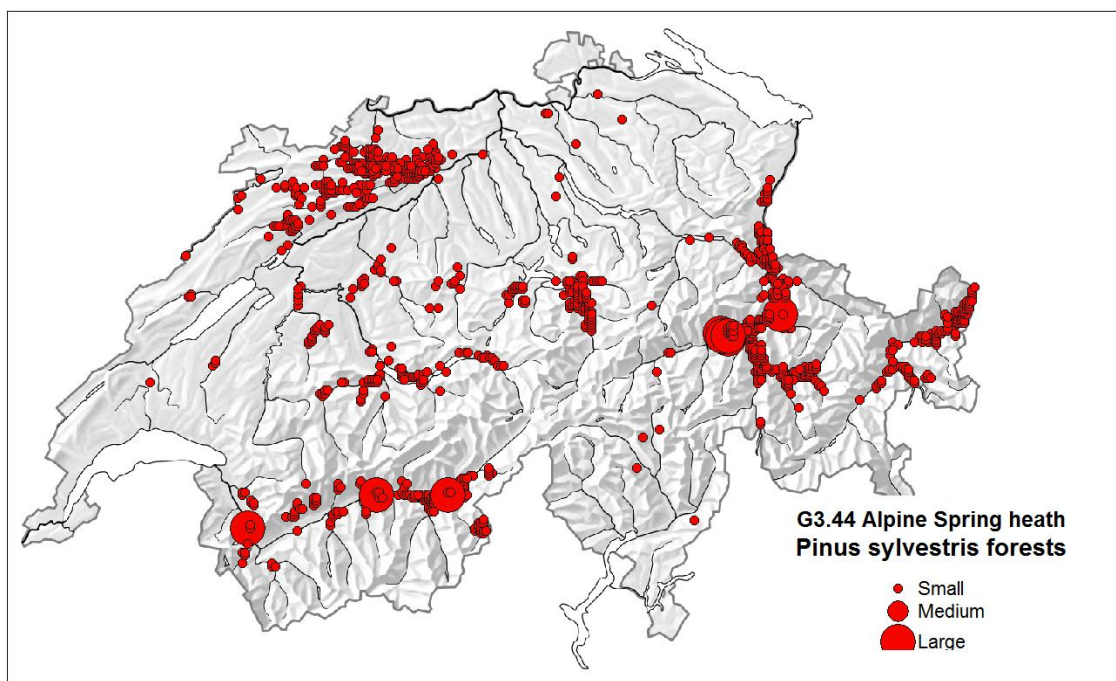 G3.44 Alpine Spring heath
Pinus sylvestris forests
Small
Medium
Large